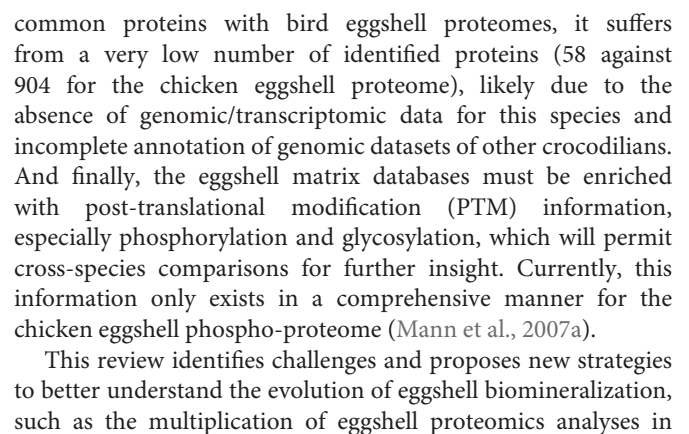 common proteins with bird eggshell proteomes, it suffers
from a very low number of identified proteins (58 against
904 for the chicken eggshell proteome), likely due to the
absence of genomic/transcriptomic data for this species and
incomplete annotation of genomic datasets of other crocodilians.
And finally, the eggshell matrix databases must be enriched
with post-translational modification (PTM) information,
especially phosphorylation and glycosylation, which will permit
cross-species comparisons for further insight. Currently, this
information only exists in a comprehensive manner for the
chicken eggshell phospho-proteome (Mann et al., 2007a).
This review identifies challenges and proposes new strategies
to better understand the evolution of eggshell biomineralization,
such as the multiplication of eggshell proteomics analyses in